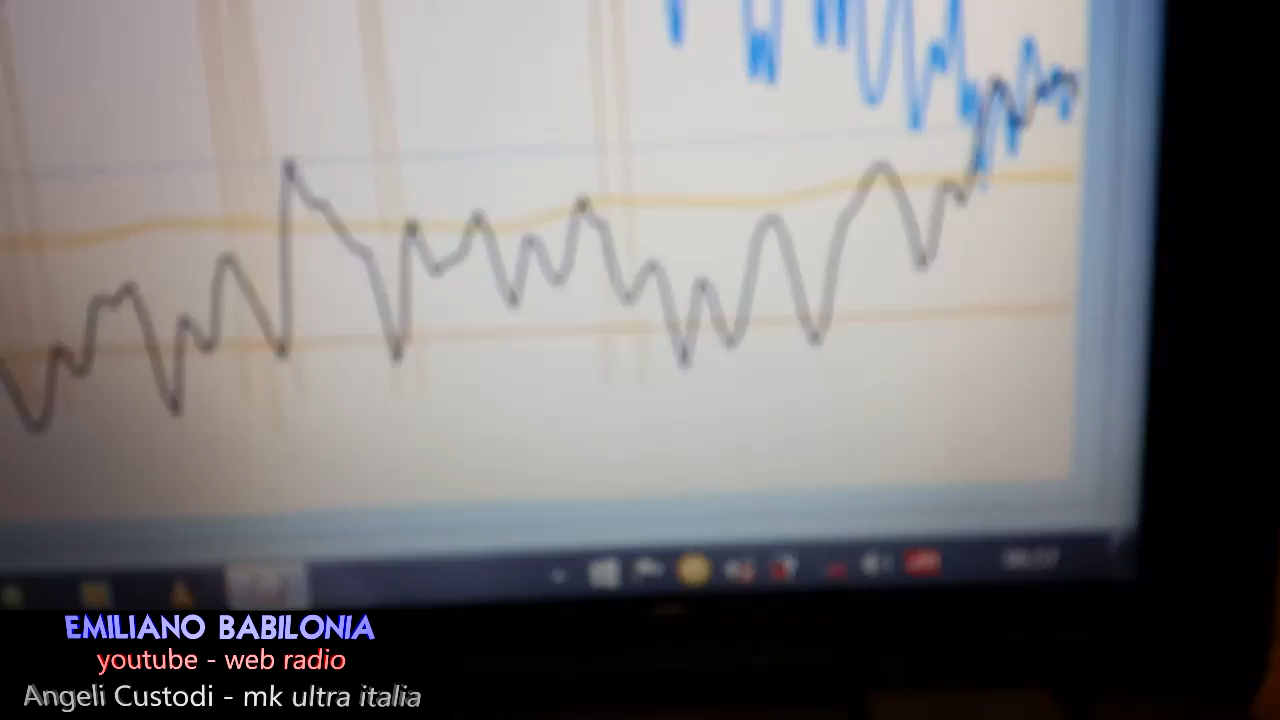 EMILIANO BABILONIA
youtube - web radio
Angeli Custodi - mk ultra italia